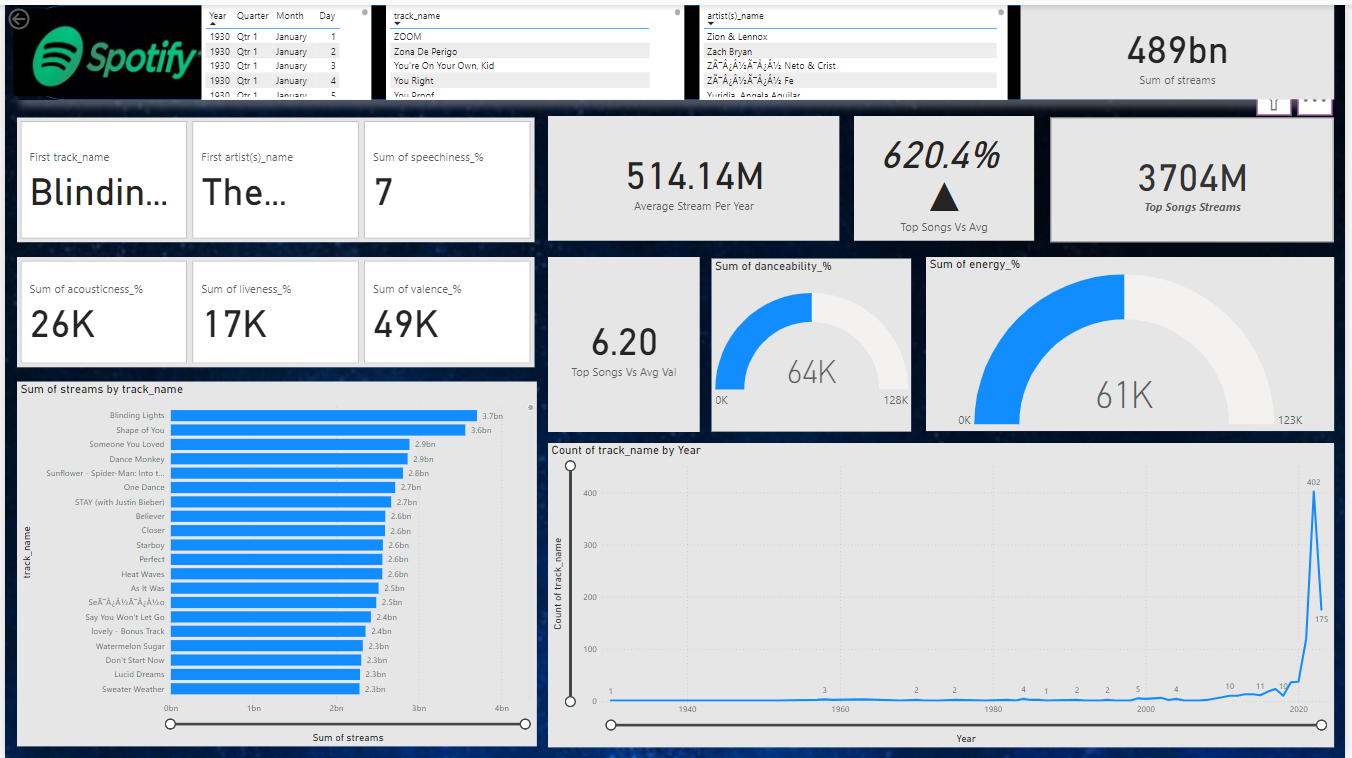 Spotify
Year Quarter Month Day
1930 Qtr 1 January 1
1930 Qtr 1 January 2
1930 Qtr 1 January 3
1930 Qtr 1 January 4
1930 Qtr 1 January 5
track_name
ZOOM
Zona De Perigo
You're On Your Own, Kid
You Right
You Proof
artist(s)_name
Zion & Lennox
Zach Bryan
ZÃ¯Â¿Â½Ã¯Â¿Â½ Neto & Crist
ZÃ¯Â¿Â½Ã¯Â¿Â½ Fe
Yuridia, Angela Aguilar
489bn
Sum of streams
First track_name
Blindin...
First artist(s)_name
The...
Sum of speechiness_%
7
514.14M
Average Stream Per Year
620.4%
Top Songs Vs Avg
3704M
Top Songs Streams
Sum of acousticness_%
26K
Sum of liveness_%
17K
Sum of valence_%
49K
6.20
Top Songs Vs Avg Val
Sum of danceability_%
64K
0K
128K
Sum of energy_%
61K
0K
123K
Sum of streams by track_name
track_name
Blinding Lights 3.7bn
Shape of You 3.6bn
Someone You Loved 2.9bn
Dance Monkey 2.9bn
Sunflower - Spider-Man: Into t... 2.8bn
One Dance 2.7bn
STAY (with Justin Bieber) 2.7bn
Believer 2.6bn
Closer 2.6bn
Starboy 2.6bn
Perfect 2.6bn
Heat Waves 2.6bn
As It Was 2.5bn
SeÃ¯Â¿Â½Ã¯Â¿Â½o 2.5bn
Say You Won't Let Go 2.4bn
lovely - Bonus Track 2.4bn
Watermelon Sugar 2.3bn
Don't Start Now 2.3bn
Lucid Dreams 2.3bn
Sweater Weather 2.3bn
0bn 1bn 2bn 3bn 4bn
Sum of streams
Count of track_name by Year
Count of track_name
400
300
200
100
0
1 3 2 2 4 1 2 2 5 4 10 11 10 402 175
1940 1960 1980 2000 2020
Year